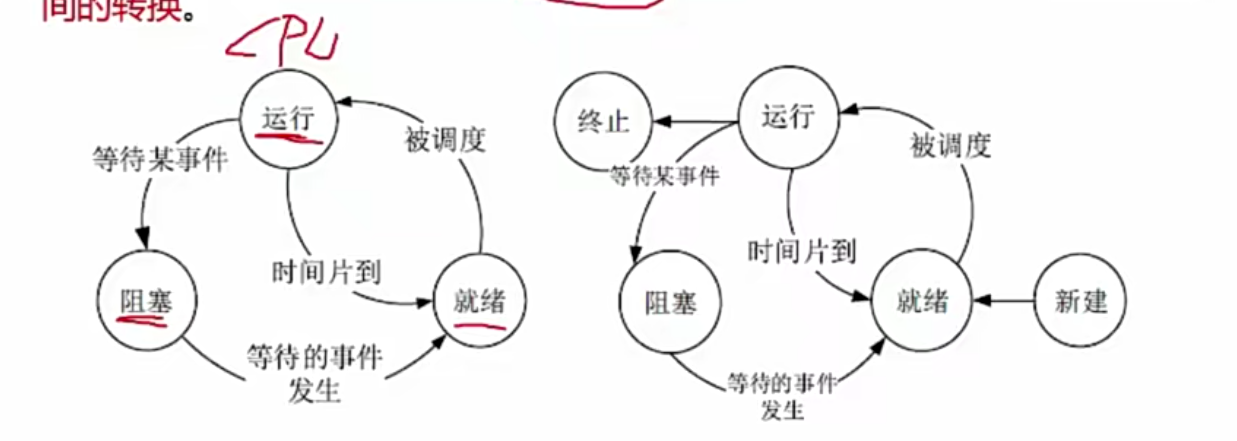 间的转换。
CPU
运行
等待某事件
被调度
时间片到
阻塞
就绪
等待的事件
发生
终止
运行
等待某事件
被调度
时间片到
阻塞
就绪
新建
等待的事件
发生